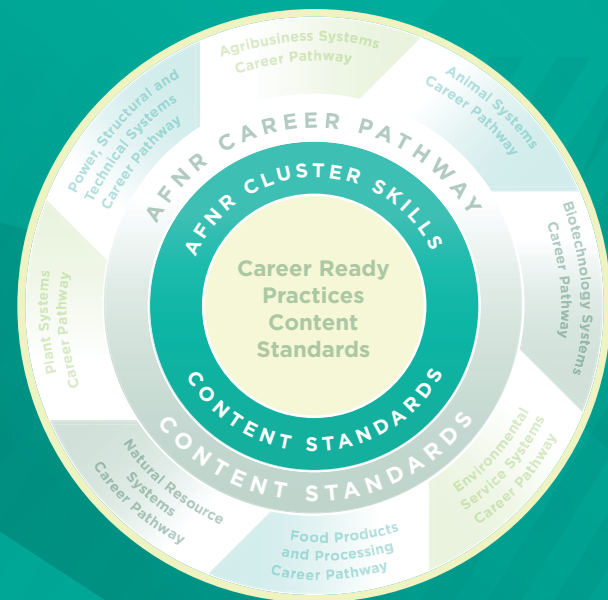 Agribusiness Systems
Career Pathway
Animal Systems
Career Pathway
Biotechnology Systems
Career Pathway
Environmental
Service Systems
Career Pathway
Food Products
and Processing
Career Pathway
Natural Resource
Systems
Career Pathway
Plant Systems
Career Pathway
Power, Structural and
Technical Systems
Career Pathway
AFNR CAREER PATHWAY
CONTENT STANDARDS
AFNR CLUSTER SKILLS
CONTENT STANDARDS
Career Ready
Practices
Content
Standards